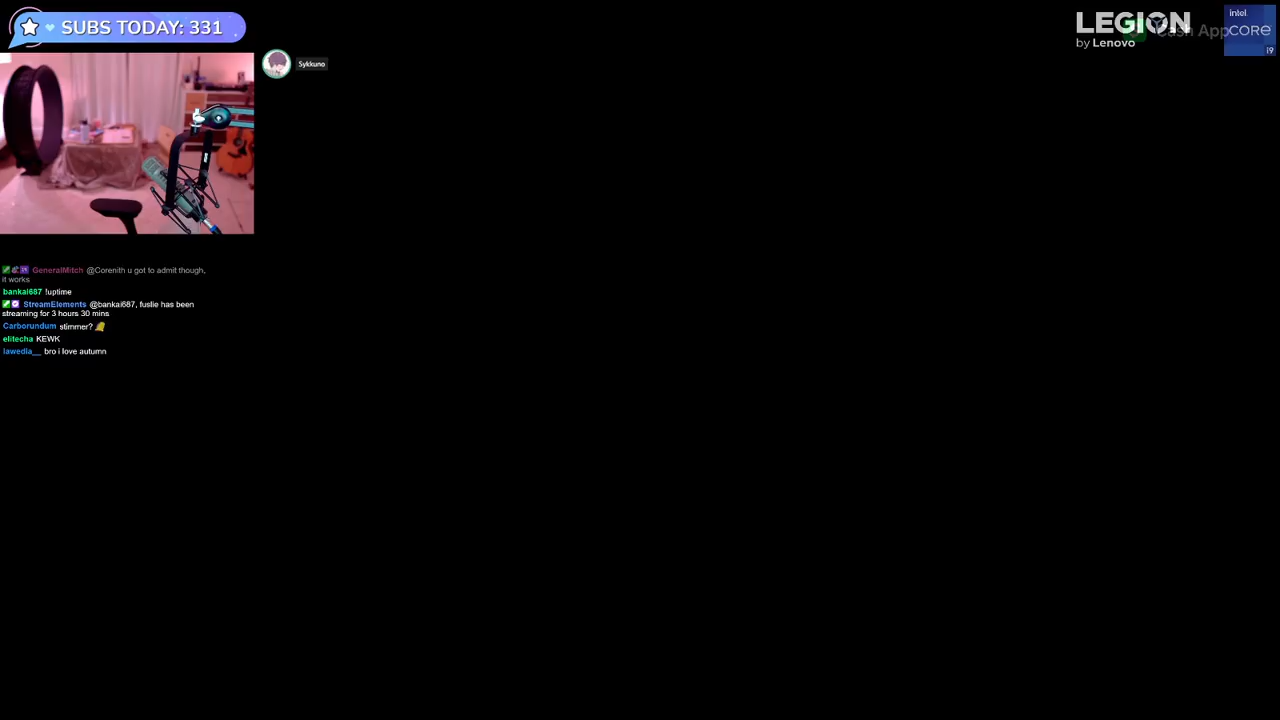 SUBS TODAY: 331
LEGION
by Lenovo
Cash App
intel
CORE
i9
Sykkuno
GeneralMitch @Corenith u got to admit though,
it works
bankai687 !uptime
StreamElements @bankai687, fuslie has been
streaming for 3 hours 30 mins
Carborundum stimmer?
elitecha KEWK
lawedia__ bro i love autumn